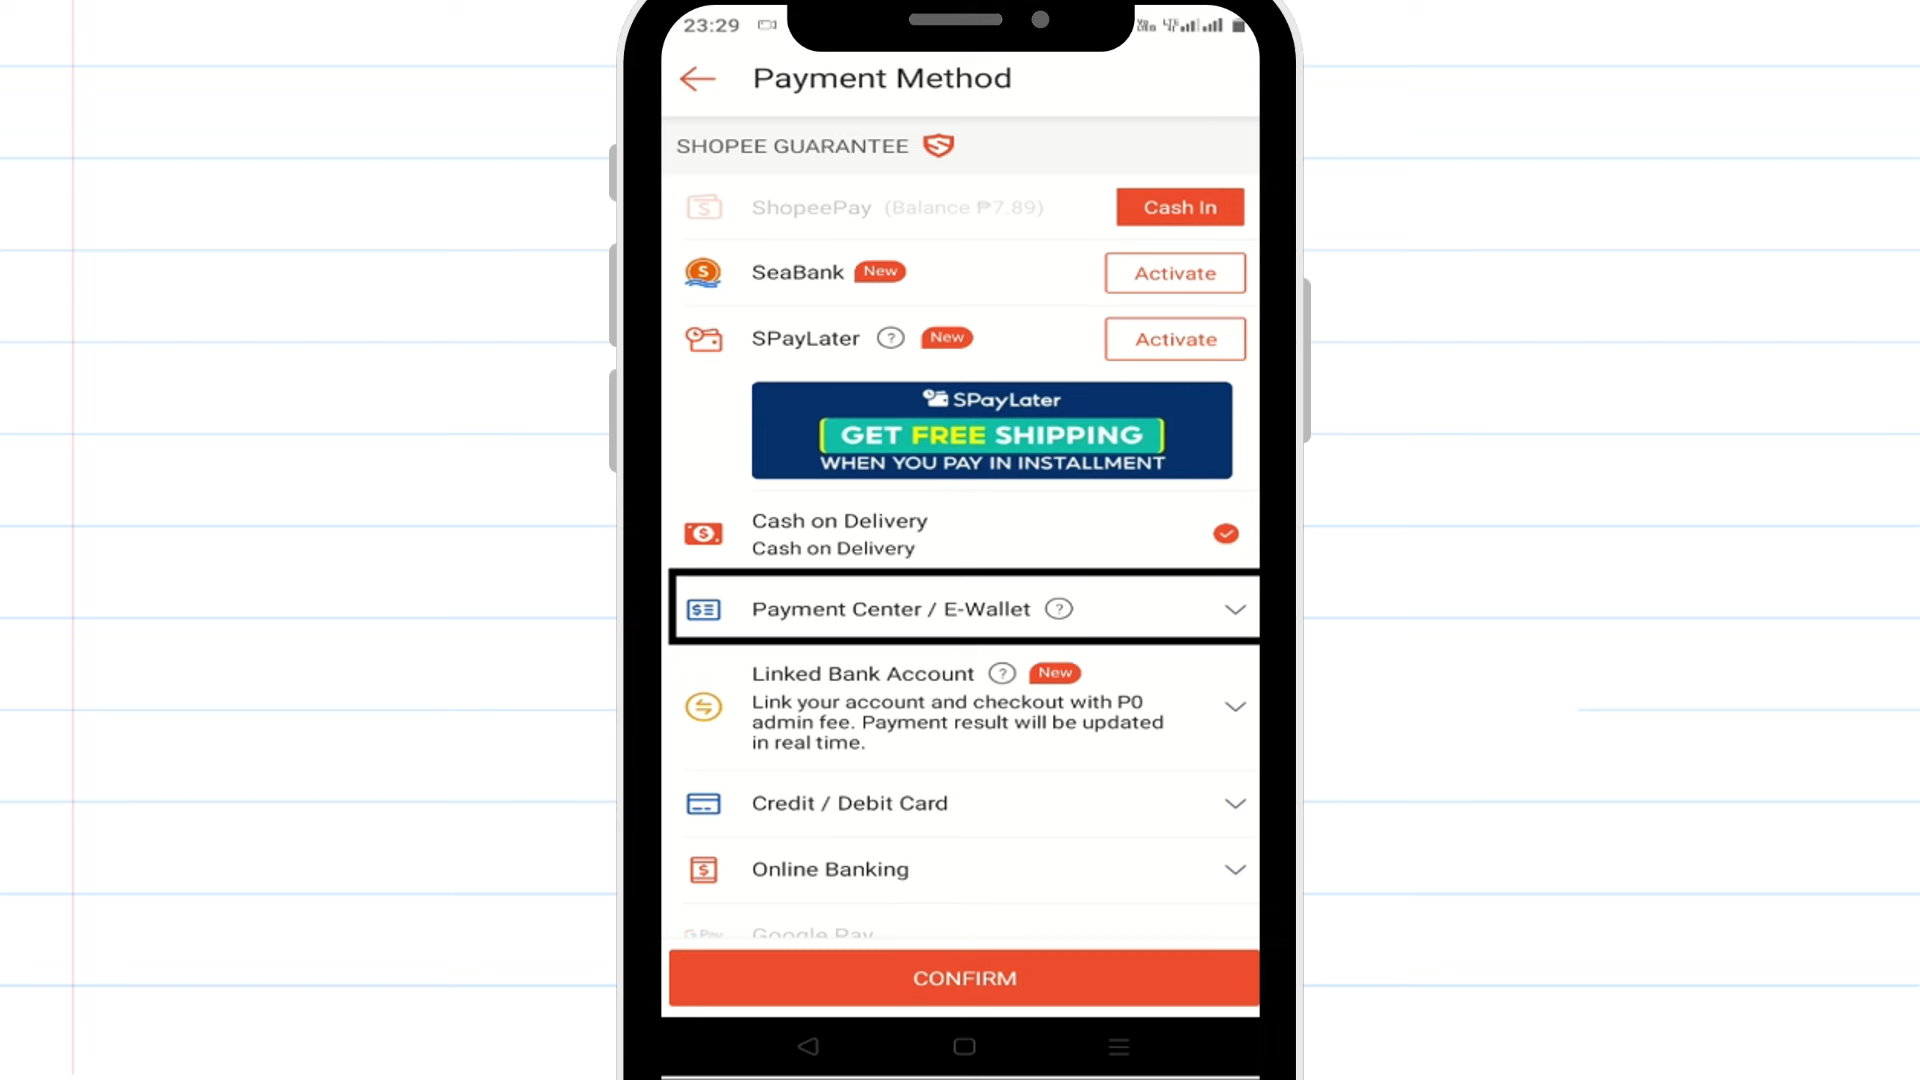 23:29
Payment Method
SHOPEE GUARANTEE
ShopeePay (Balance ₱7.89) Cash In
SeaBank New Activate
SPayLater ? New Activate
SPayLater
GET FREE SHIPPING
WHEN YOU PAY IN INSTALLMENT
Cash on Delivery
Cash on Delivery
Payment Center / E-Wallet ?
Linked Bank Account ? New
Link your account and checkout with P0
admin fee. Payment result will be updated
in real time.
Credit / Debit Card
Online Banking
G Pay Google Pay
CONFIRM